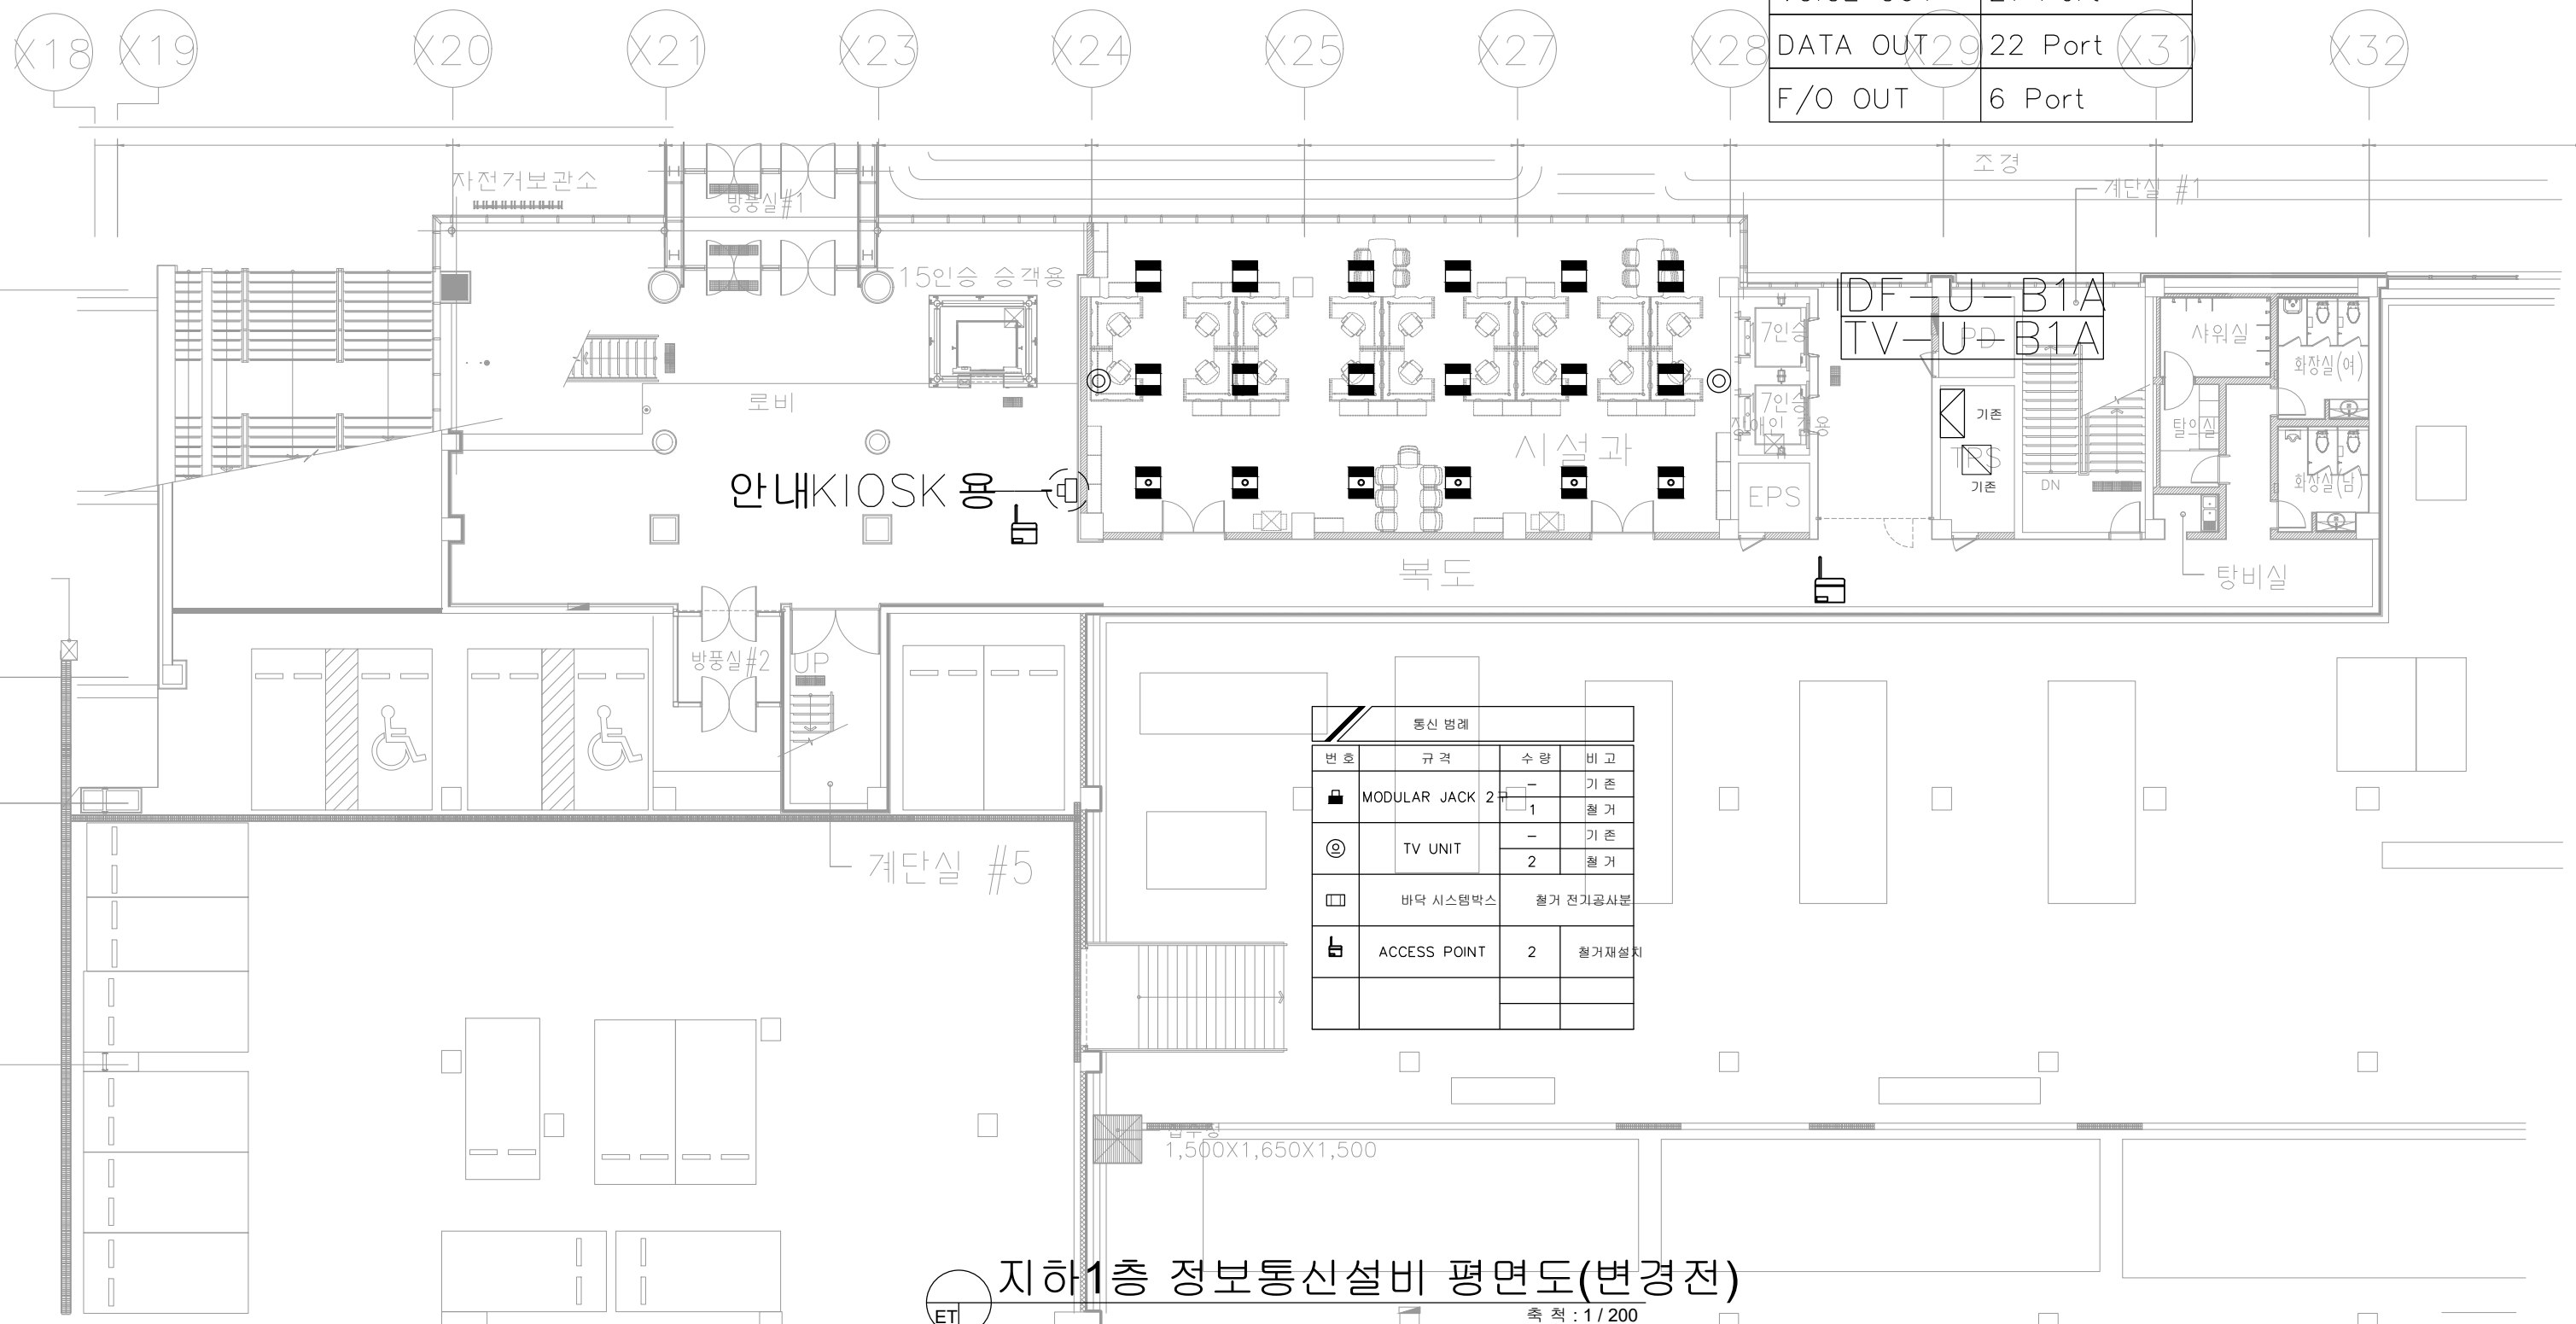 X18
X19
X20
X21
X23
X24
X25
X27
X28
X29
X31
X32
DATA OUT 22 Port
F/O OUT 6 Port
자전거보관소
방풍실#1
조경
계단실 #1
15인승 승객용
IDF-U-B1A
TV-U-B1A
PD
7인승
샤워실
화장실(여)
로비
7인승
장애인 겸용
기존
탈의실
시설과
TPS
기존
DN
화장실(남)
안내KIOSK 용
EPS
복도
탕비실
방풍실#2
UP
통신 범례
번 호 규 격 수 량 비 고
MODULAR JACK 2구 - 기 존
1 철 거
TV UNIT - 기 존
2 철 거
바닥 시스템박스 철거 전기공사분
ACCESS POINT 2 철거재설치
계단실 #5
집수정
1,500X1,650X1,500
지하1층 정보통신설비 평면도(변경전)
ET
축 척 : 1 / 200